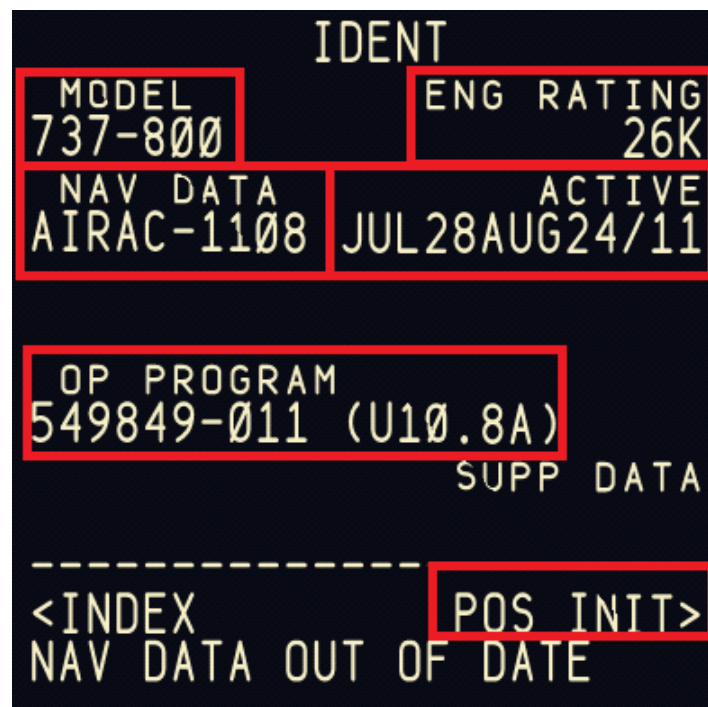 IDENT
MODEL ENG RATING
737-800 26K
NAV DATA ACTIVE
AIRAC-1108 JUL28AUG24/11
OP PROGRAM
549849-011 (U10.8A)
SUPP DATA
--------------
<INDEX POS INIT>
NAV DATA OUT OF DATE